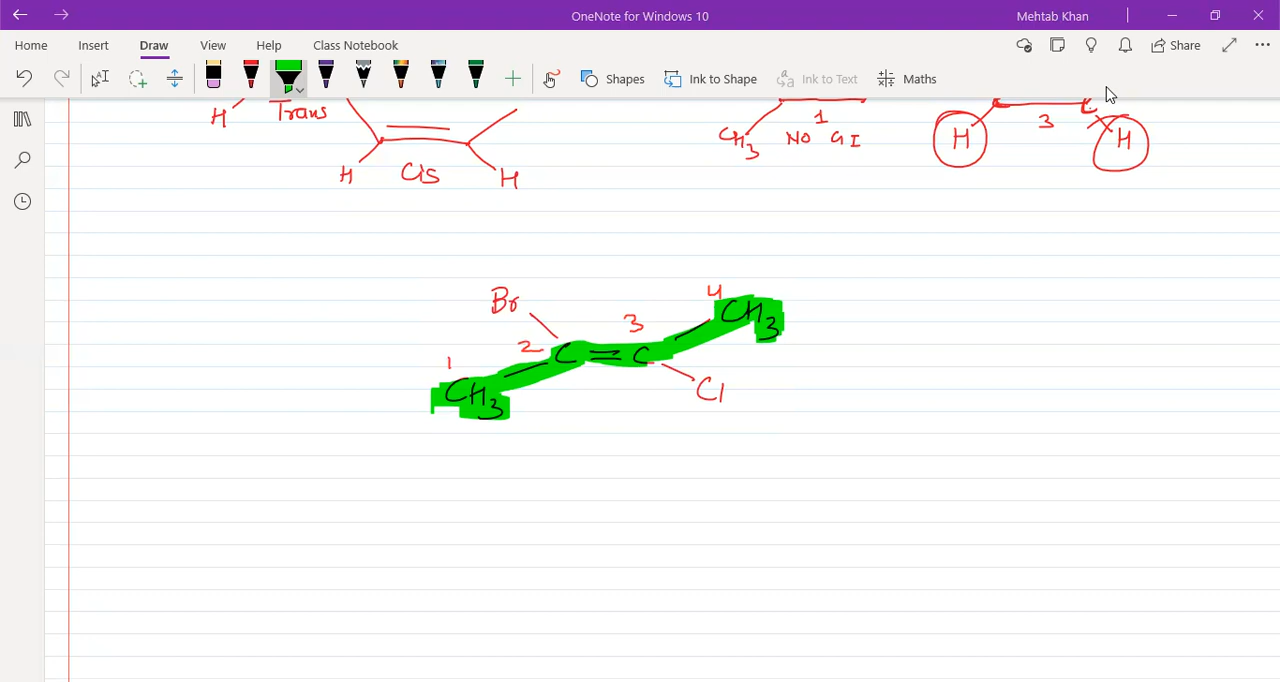 OneNote for Windows 10
Mehtab Khan
Home Insert Draw View Help Class Notebook
Share
Shapes Ink to Shape Ink to Text Maths
H Trans
H Cis H
CH3 1
NO GI
H 3 H
Br 3 4 CH3
1 2 C = C
CH3 Cl